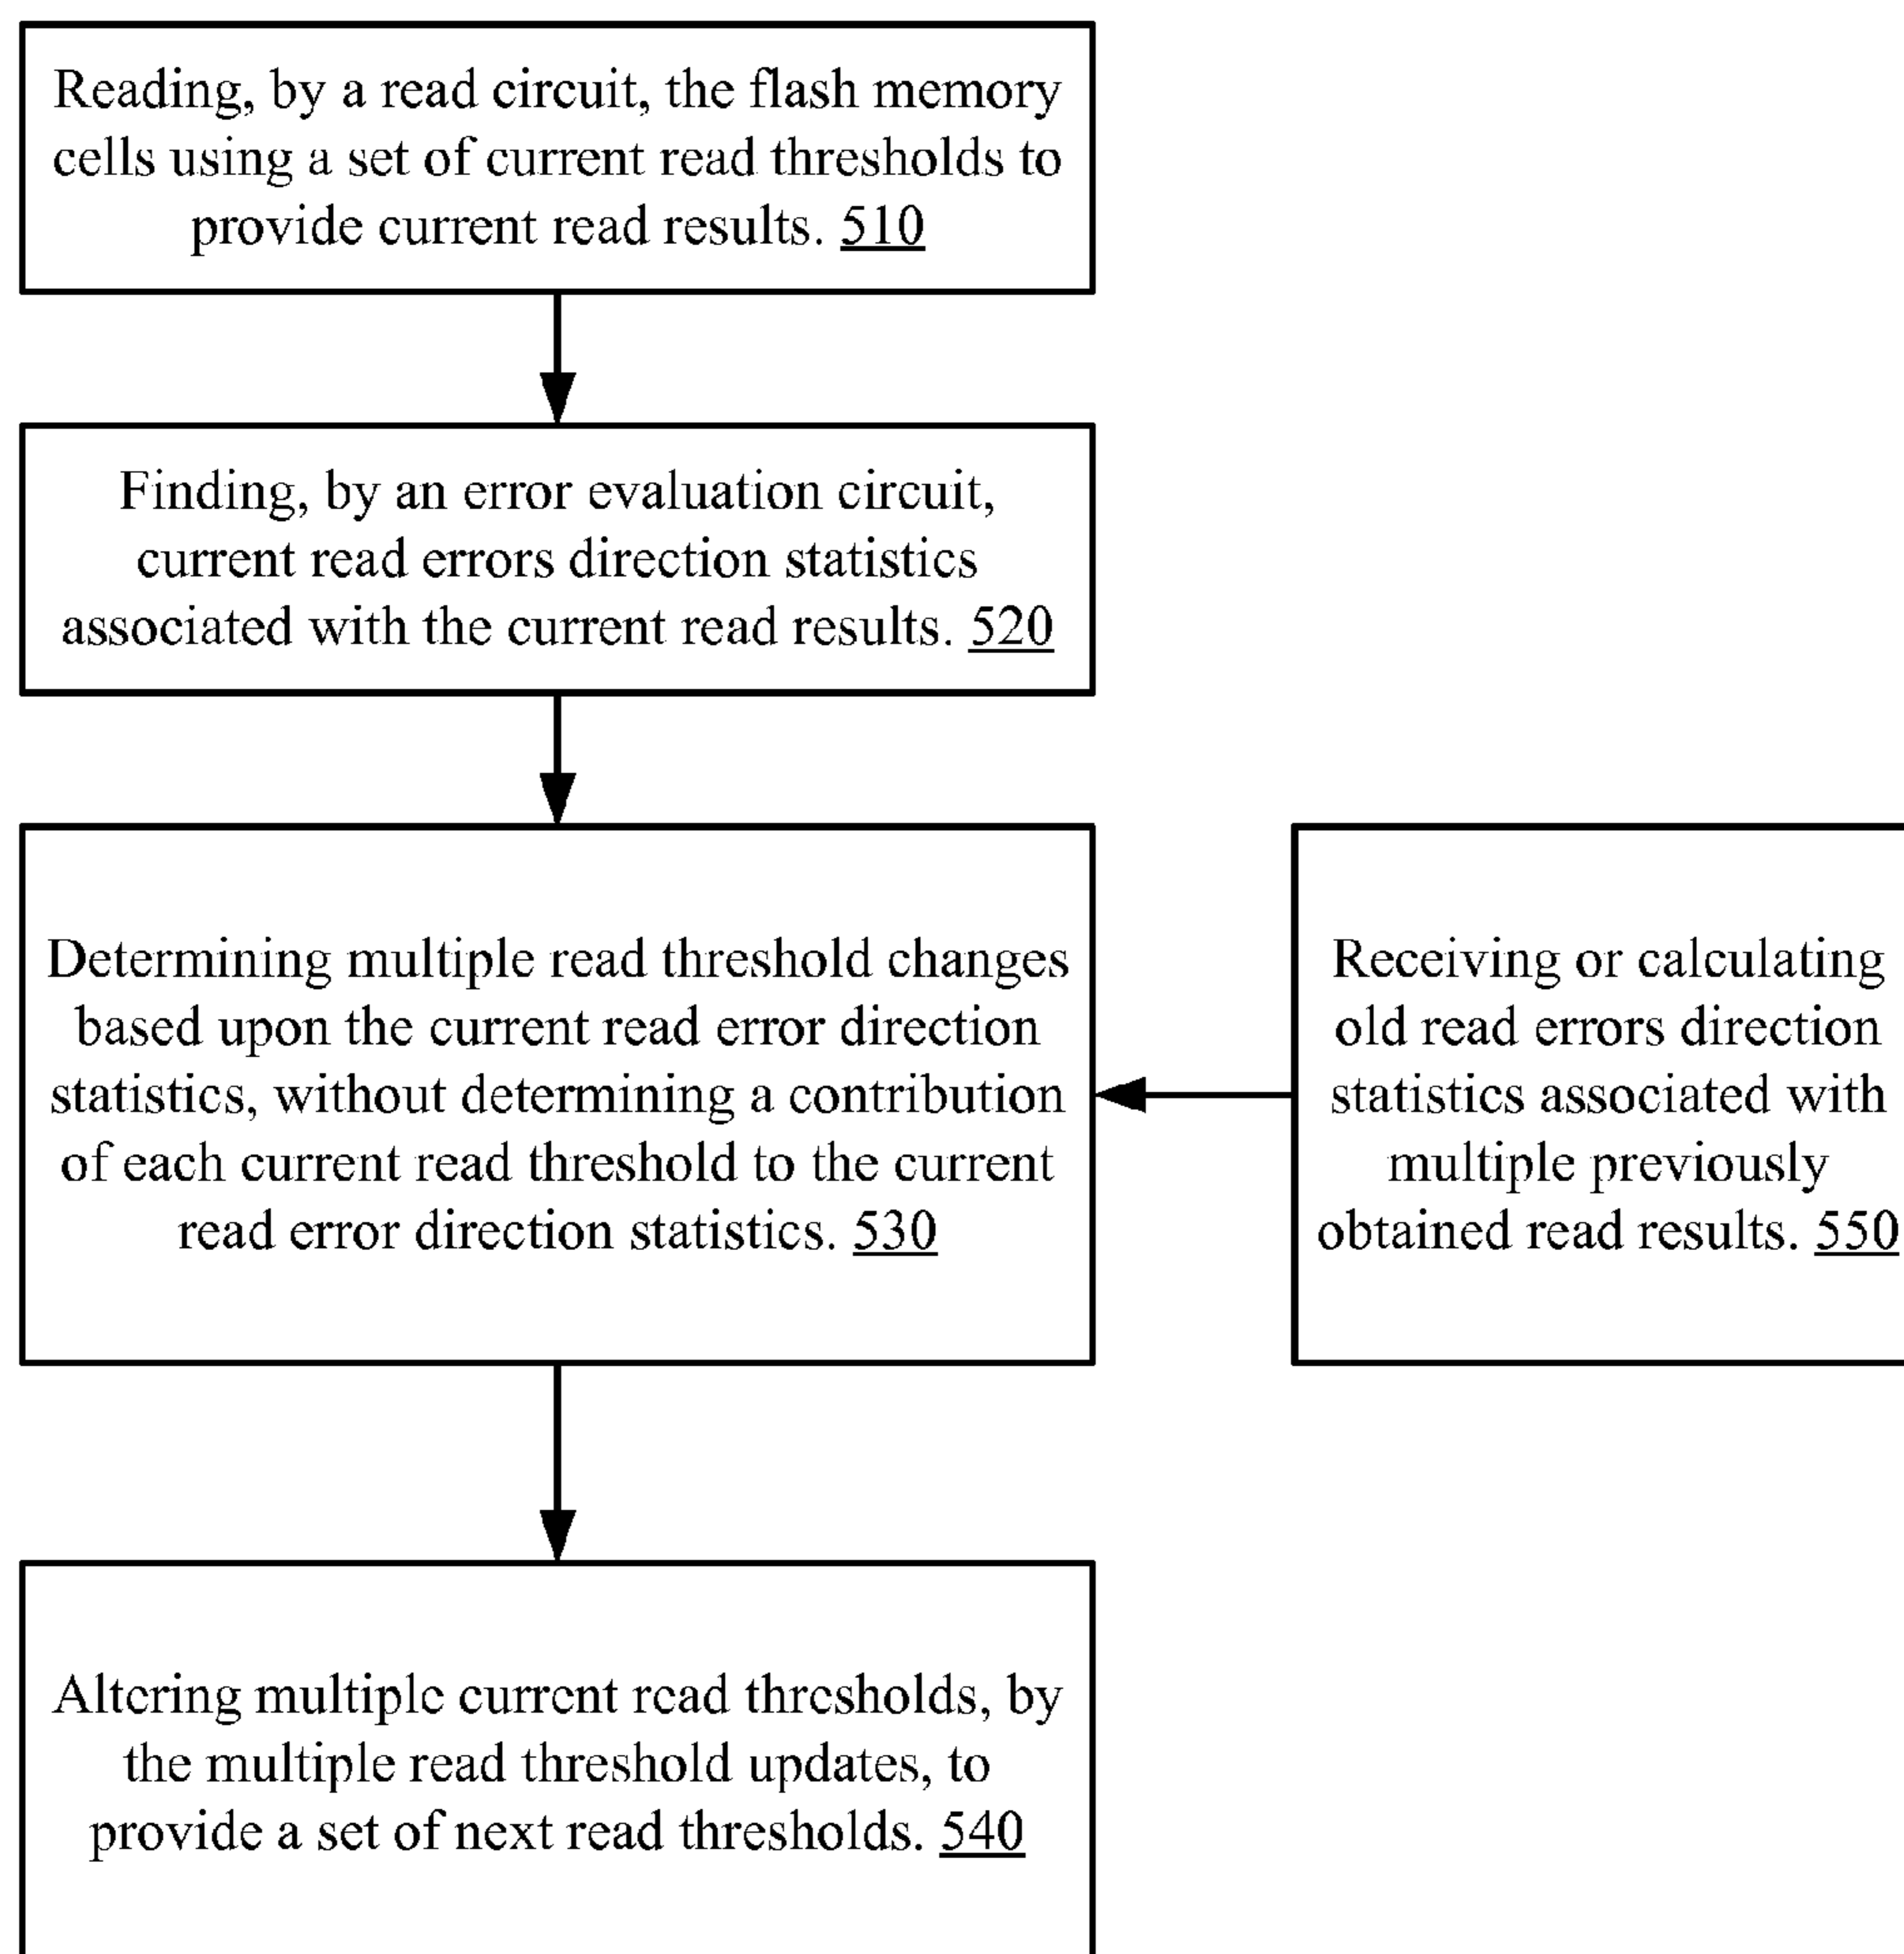 Reading, by a read circuit, the flash memory
cells using a set of current read thresholds to
provide current read results. 510
Finding, by an error evaluation circuit,
current read errors direction statistics
associated with the current read results. 520
Determining multiple read threshold changes
based upon the current read error direction
statistics, without determining a contribution
of each current read threshold to the current
read error direction statistics. 530
Receiving or calculating
old read errors direction
statistics associated with
multiple previously
obtained read results. 550
Altering multiple current read thresholds, by
the multiple read threshold updates, to
provide a set of next read thresholds. 540